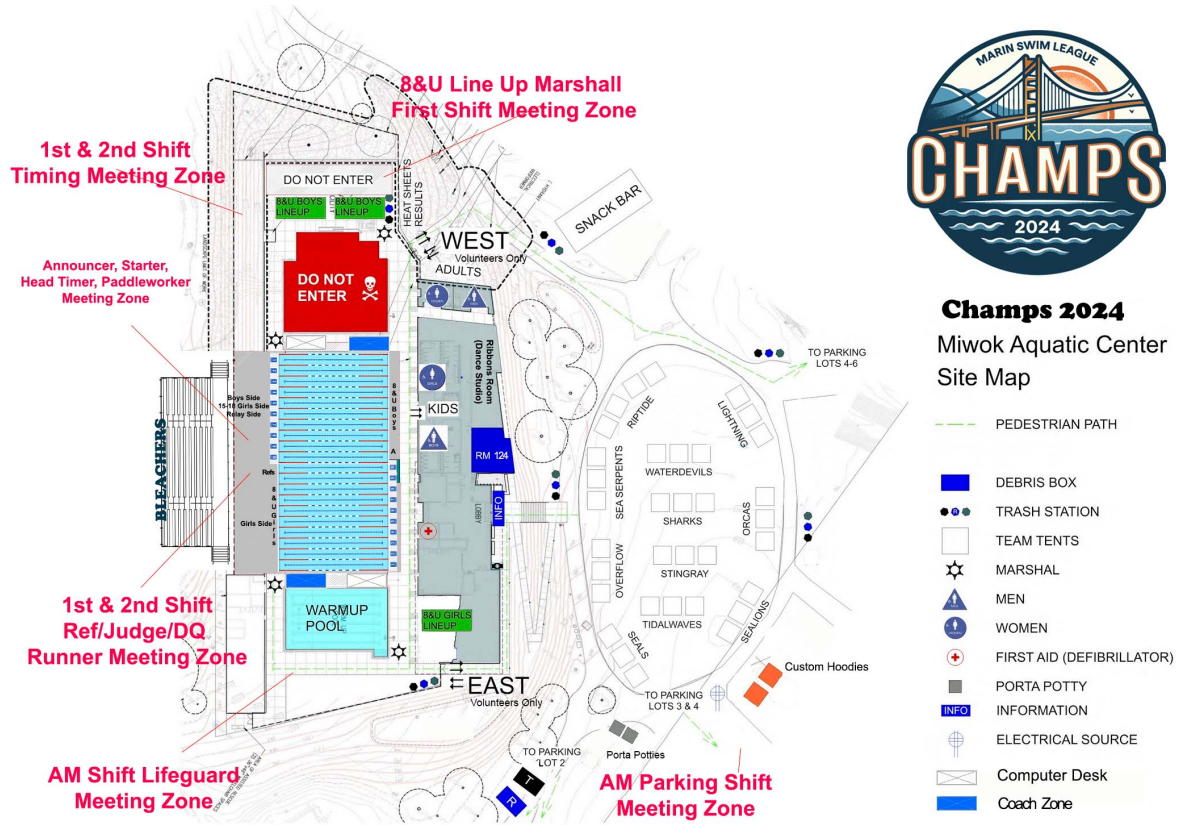 8&U Line Up Marshall
First Shift Meeting Zone
1st & 2nd Shift
Timing Meeting Zone
DO NOT ENTER
8&U BOYS
LINEUP
8&U BOYS
LINEUP
HEAT SHEETS
RESULTS
SNACK BAR
WEST
Volunteers Only
ADULTS
Announcer, Starter,
Head Timer, Paddleworker
Meeting Zone
DO NOT
ENTER
WOMEN
MEN
Ribbons Room
(Dance Studio)
TO PARKING
LOTS 4-6
BLEACHERS
Boys Side
15-18 Girls Side
Relay Side
8&U Boys
A
GIRLS
KIDS
BOYS
RM 124
Refs
8&U Girls
Girls Side
LOBBY
INFO
RIPTIDE
LIGHTNING
SEA SERPENTS
WATERDEVILS
SHARKS
ORCAS
OVERFLOW
STINGRAY
TIDALWAVES
SEALS
SEALIONS
1st & 2nd Shift
Ref/Judge/DQ
Runner Meeting Zone
WARMUP
POOL
8&U GIRLS
LINEUP
EAST
Volunteers Only
Custom Hoodies
TO PARKING
LOTS 3 & 4
Porta Potties
TO PARKING
LOT 2
T
R
AM Shift Lifeguard
Meeting Zone
AM Parking Shift
Meeting Zone
MARIN SWIM LEAGUE
CHAMPS
2024
Champs 2024
Miwok Aquatic Center
Site Map
PEDESTRIAN PATH
DEBRIS BOX
R
TRASH STATION
TEAM TENTS
MARSHAL
MEN
MEN
WOMEN
WOMEN
FIRST AID (DEFIBRILLATOR)
PORTA POTTY
INFO
INFORMATION
ELECTRICAL SOURCE
Computer Desk
Coach Zone